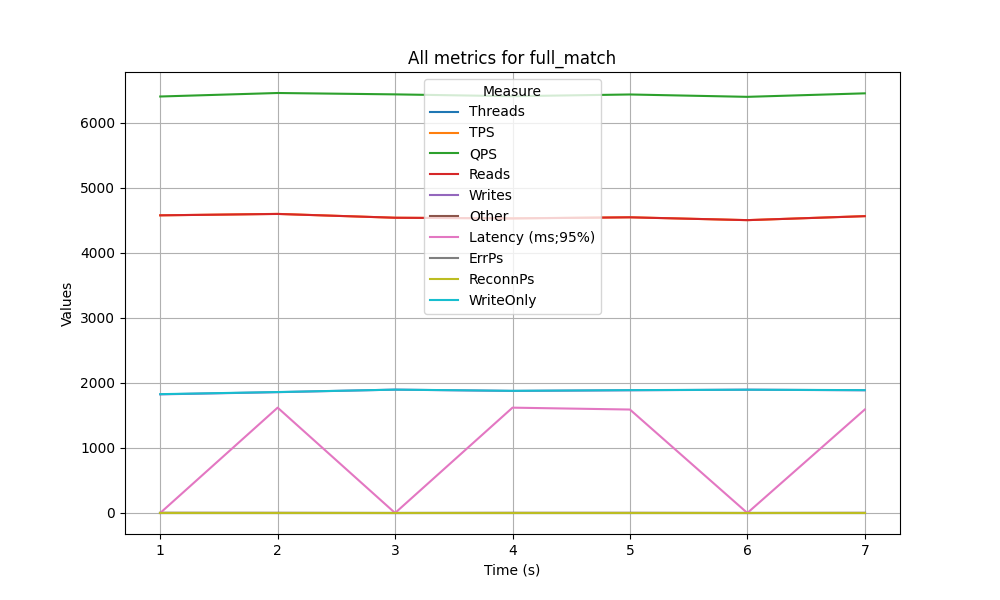 All metrics for full_match
Measure
Threads
TPS
QPS
Reads
Writes
Other
Latency (ms;95%)
ErrPs
ReconnPs
WriteOnly
Values
6000
5000
4000
3000
2000
1000
0
1 2 3 4 5 6 7
Time (s)